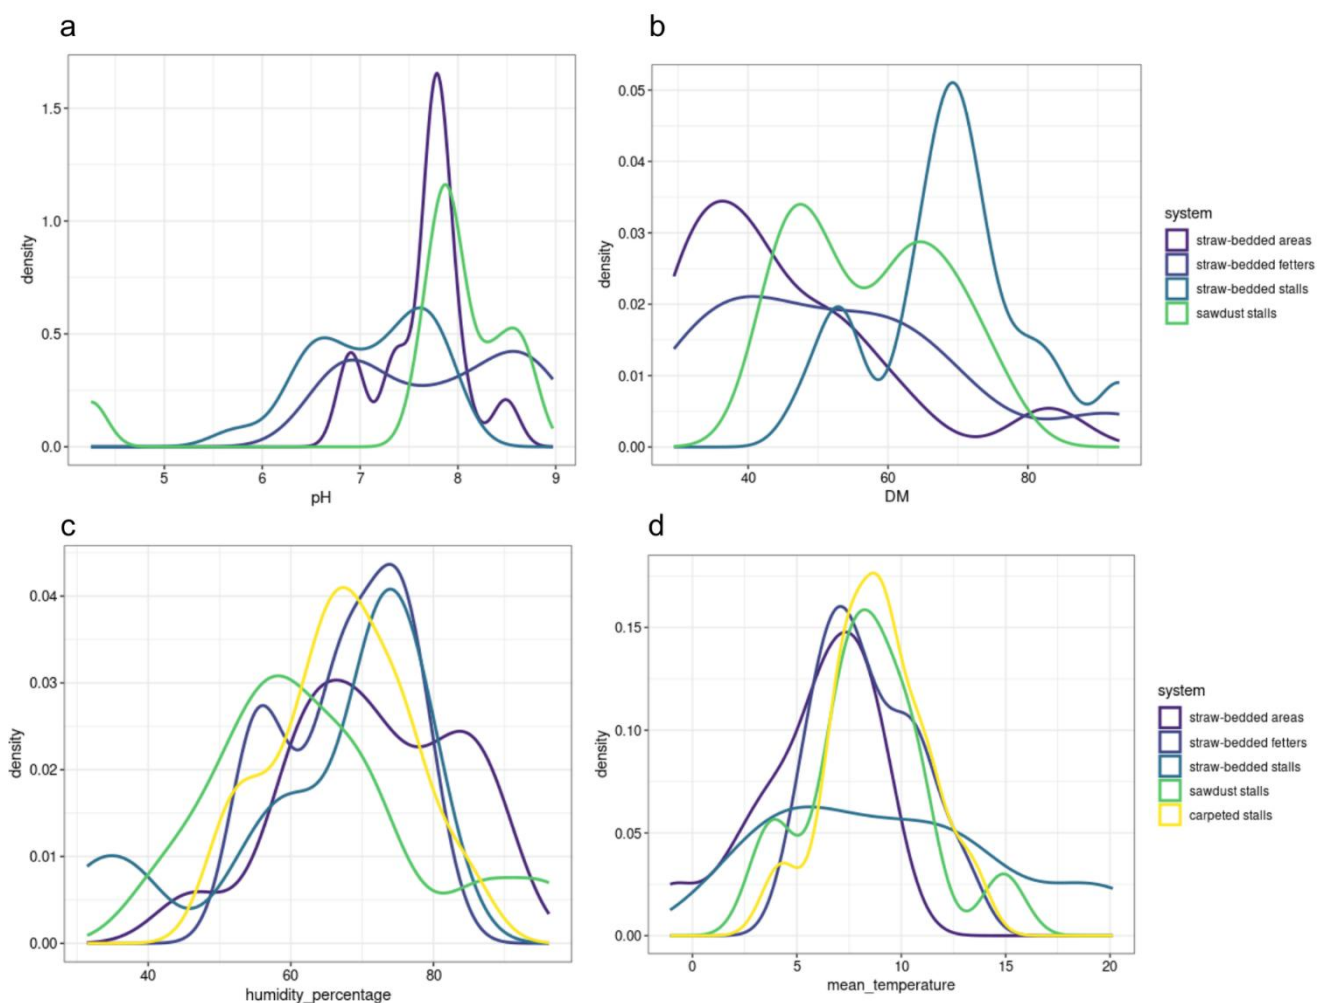 a
density
1.5
1.0
0.5
0.0
5 6 7 8 9
pH
b
density
0.05
0.04
0.03
0.02
0.01
0.00
40 60 80
DM
system
straw-bedded areas
straw-bedded fetters
straw-bedded stalls
sawdust stalls
c
density
0.04
0.03
0.02
0.01
0.00
40 60 80
humidity_percentage
d
density
0.15
0.10
0.05
0.00
0 5 10 15 20
mean_temperature
system
straw-bedded areas
straw-bedded fetters
straw-bedded stalls
sawdust stalls
carpeted stalls